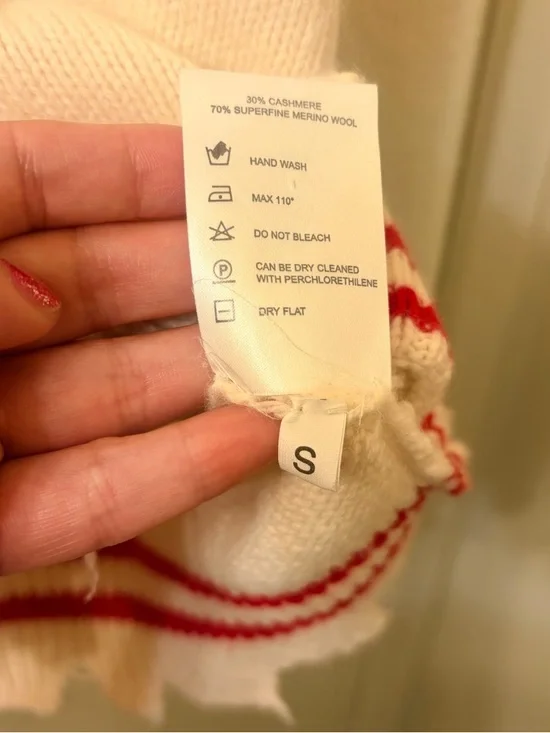 30% CASHMERE
70% SUPERFINE MERINO WOOL
HAND WASH
MAX 110°
DO NOT BLEACH
P
CAN BE DRY CLEANED
WITH PERCHLORETHILENE
DRY FLAT
S